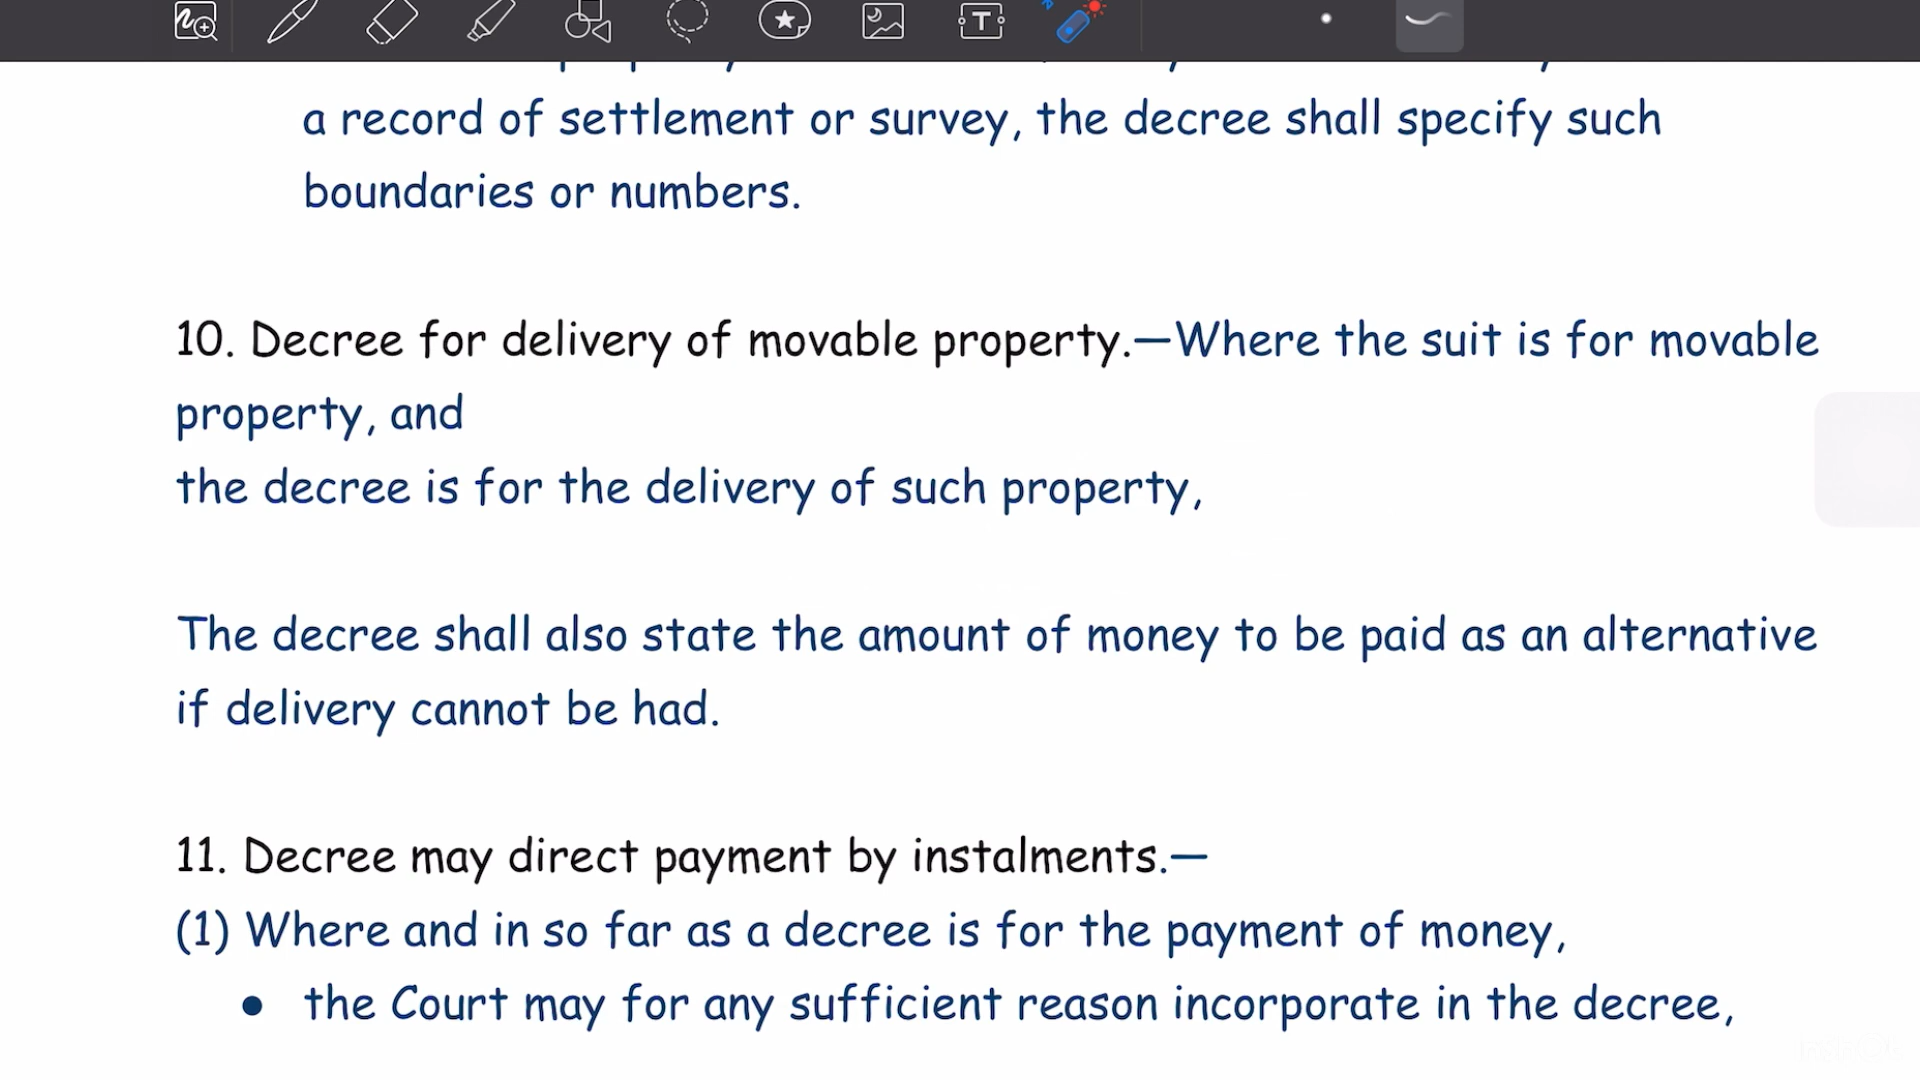 a record of settlement or survey, the decree shall specify such
boundaries or numbers.
10. Decree for delivery of movable property.—Where the suit is for movable
property, and
the decree is for the delivery of such property,
The decree shall also state the amount of money to be paid as an alternative
if delivery cannot be had.
11. Decree may direct payment by instalments.—
(1) Where and in so far as a decree is for the payment of money,
• the Court may for any sufficient reason incorporate in the decree,